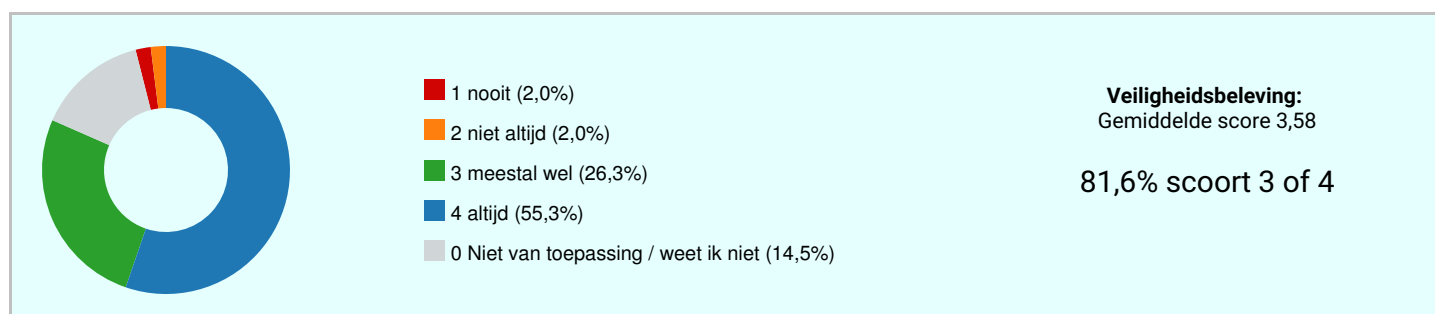 1 nooit (2,0%)
2 niet altijd (2,0%)
3 meestal wel (26,3%)
4 altijd (55,3%)
0 Niet van toepassing / weet ik niet (14,5%)
Veiligheidsbeleving:
Gemiddelde score 3,58
81,6% scoort 3 of 4